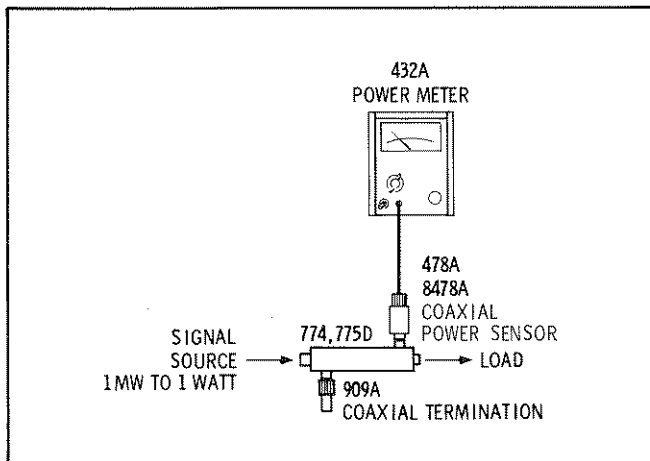 432A
POWER METER
478A
8478A
COAXIAL
POWER SENSOR
SIGNAL
SOURCE
1MW TO 1 WATT
774, 775D
LOAD
909A
COAXIAL TERMINATION